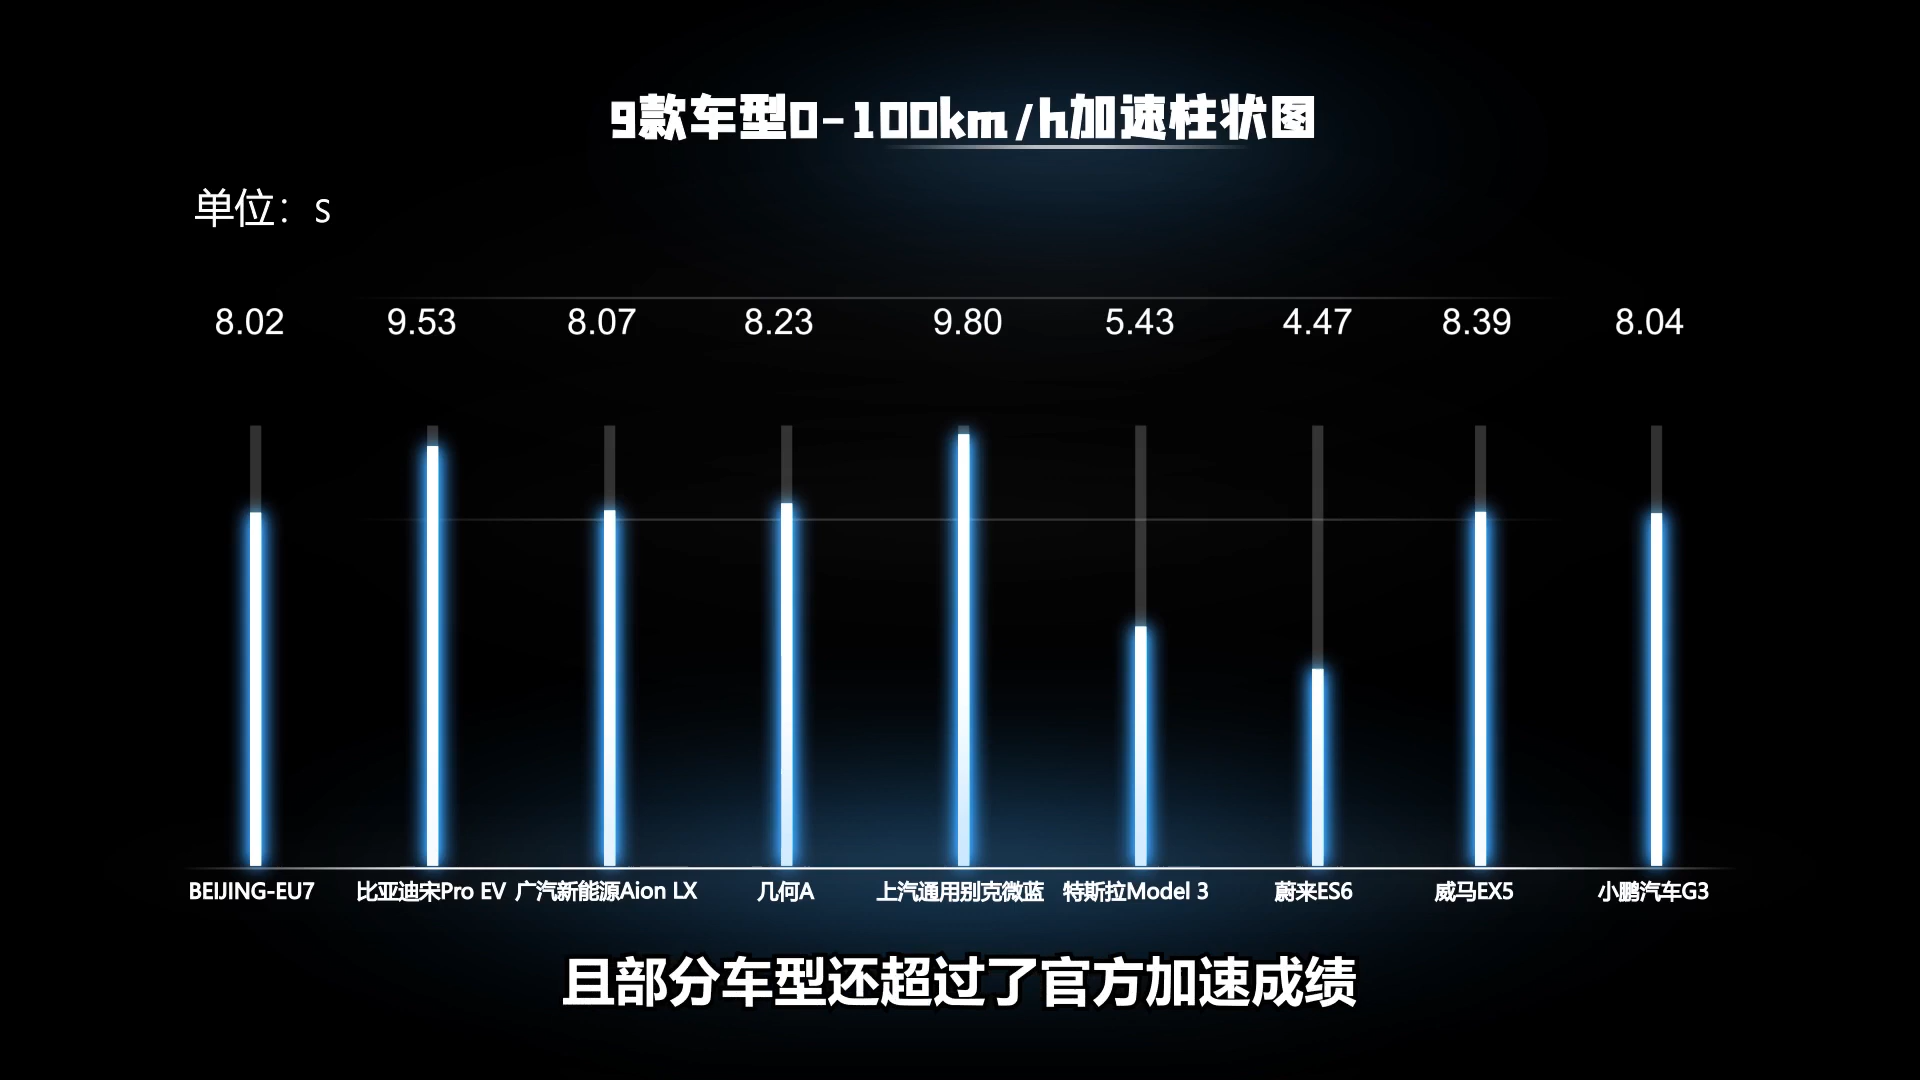 9款车型0-100km/h加速柱状图
单位：s
8.02 9.53 8.07 8.23 9.80 5.43 4.47 8.39 8.04
BEIJING-EU7 比亚迪宋Pro EV 广汽新能源Aion LX 几何A 上汽通用别克微蓝 特斯拉Model 3 蔚来ES6 威马EX5 小鹏汽车G3
且部分车型还超过了官方加速成绩